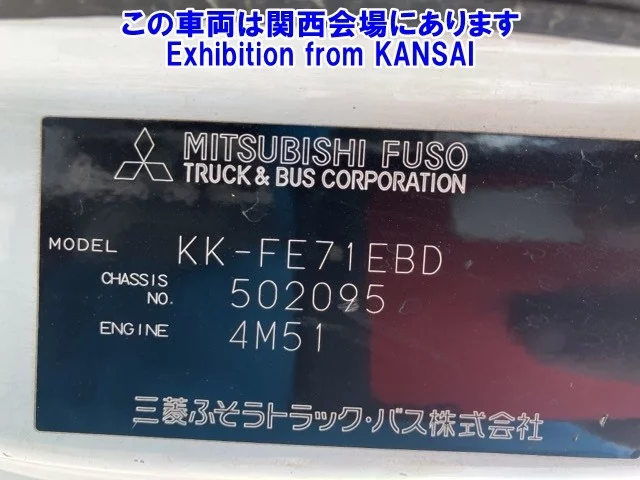 この車両は関西会場にあります
Exhibition from KANSAI
MITSUBISHI FUSO
TRUCK & BUS CORPORATION
MODEL KK-FE71EBD
CHASSIS NO. 502095
ENGINE 4M51
三菱ふそうトラック・バス株式会社